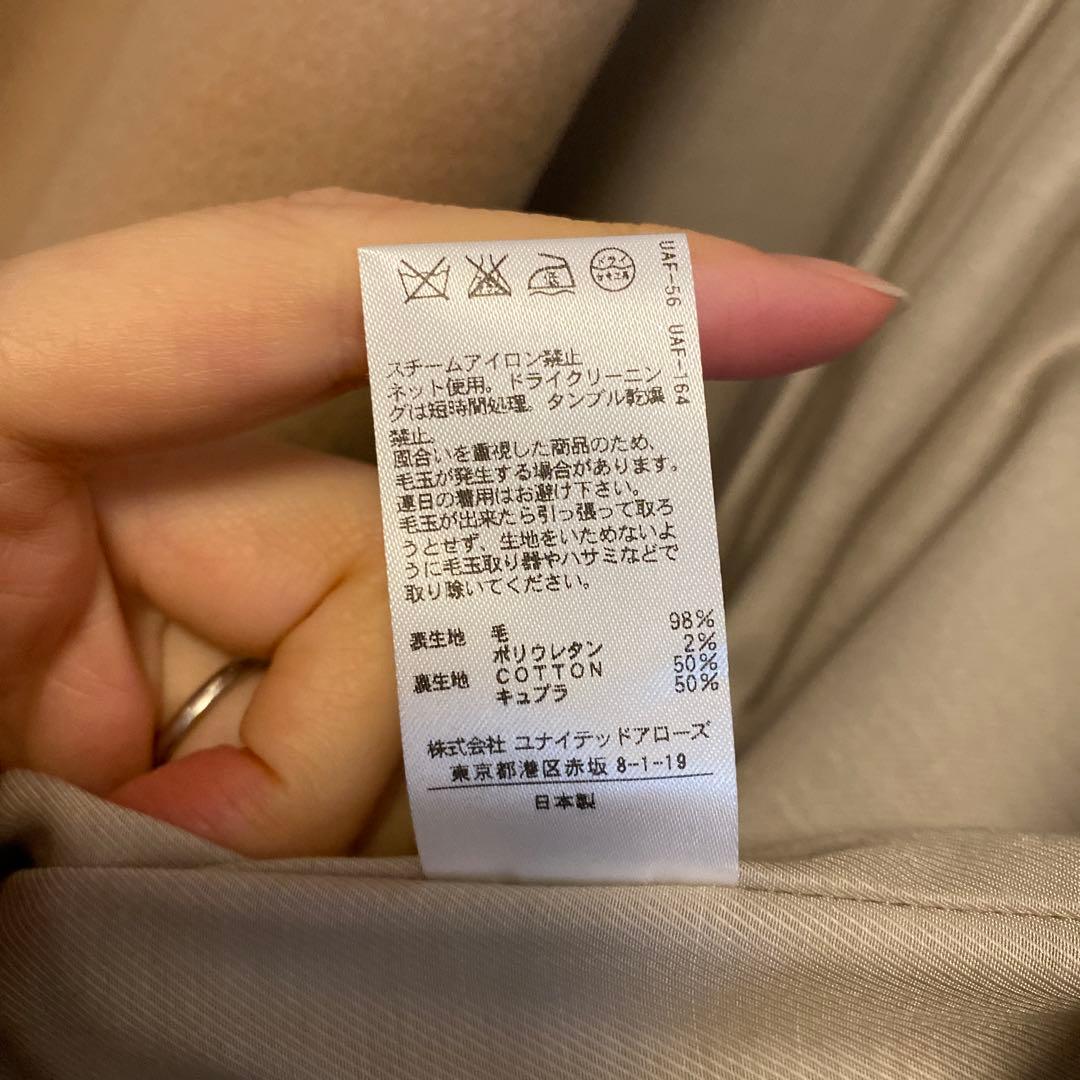 ドライ
セキユ系
スチームアイロン禁止
ネット使用。ドライクリーニン
グは短時間処理。タンブル乾燥
禁止。
風合いを重視した商品のため、
毛玉が発生する場合があります。
連日の着用はお避け下さい。
毛玉が出来たら引っ張って取ろ
うとせず、生地をいためないよ
うに毛玉取り器やハサミなどで
取り除いてください。
表生地 毛 98%
ポリウレタン 2%
裏生地 COTTON 50%
キュプラ 50%
株式会社 ユナイテッドアローズ
東京都港区赤坂 8-1-19
日本製
UAF-56 UAF-164